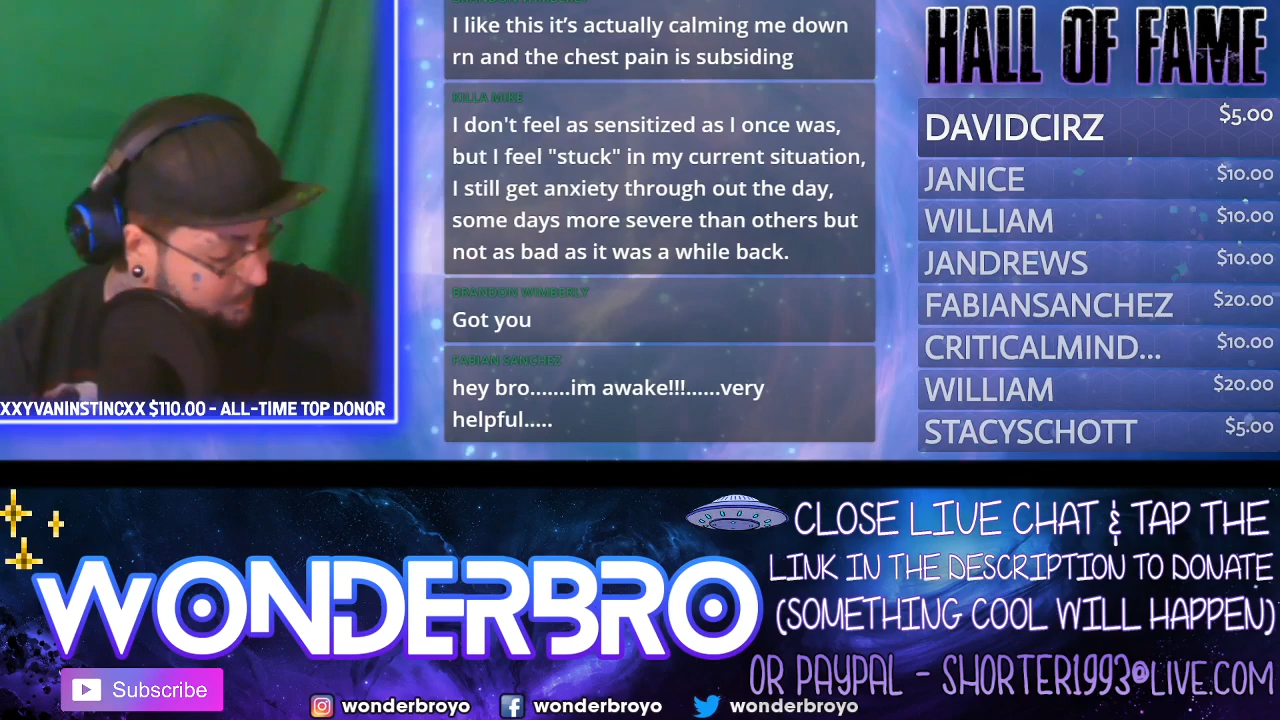 I like this it’s actually calming me down
rn and the chest pain is subsiding
KILLA MIKE
I don't feel as sensitized as I once was,
but I feel "stuck" in my current situation,
I still get anxiety through out the day,
some days more severe than others but
not as bad as it was a while back.
BRANDON WIMBERLY
Got you
FABIAN SANCHEZ
hey bro.......im awake!!!......very
helpful.....
XXYVANINSTINCXX $110.00 - ALL-TIME TOP DONOR
HALL OF FAME
DAVIDCIRZ $5.00
JANICE $10.00
WILLIAM $10.00
JANDREWS $10.00
FABIANSANCHEZ $20.00
CRITICALMIND... $10.00
WILLIAM $20.00
STACYSCHOTT $5.00
WONDERBRO
Subscribe
wonderbroyo wonderbroyo wonderbroyo
CLOSE LIVE CHAT & TAP THE
LINK IN THE DESCRIPTION TO DONATE
(SOMETHING COOL WILL HAPPEN)
OR PAYPAL - SHORTER1993@LIVE.COM